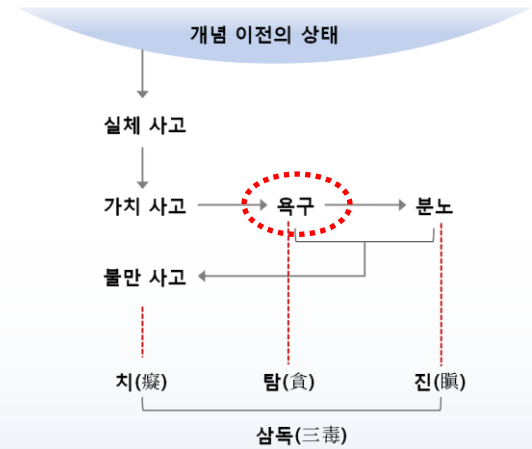 개념 이전의 상태
실체 사고
가치 사고 욕구 분노
불만 사고
치(癡) 탐(貪) 진(瞋)
삼독(三毒)